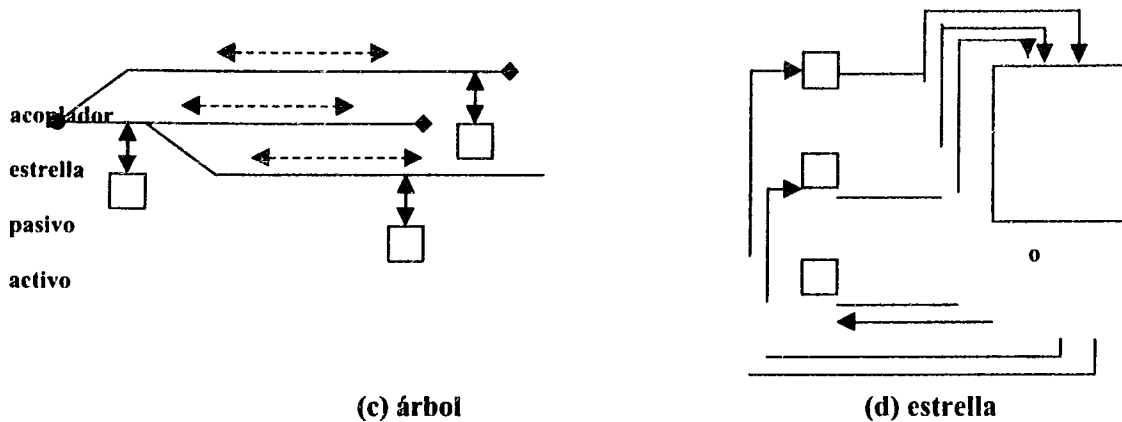 acoplador
estrella
pasivo
activo
o
(c) árbol
(d) estrella